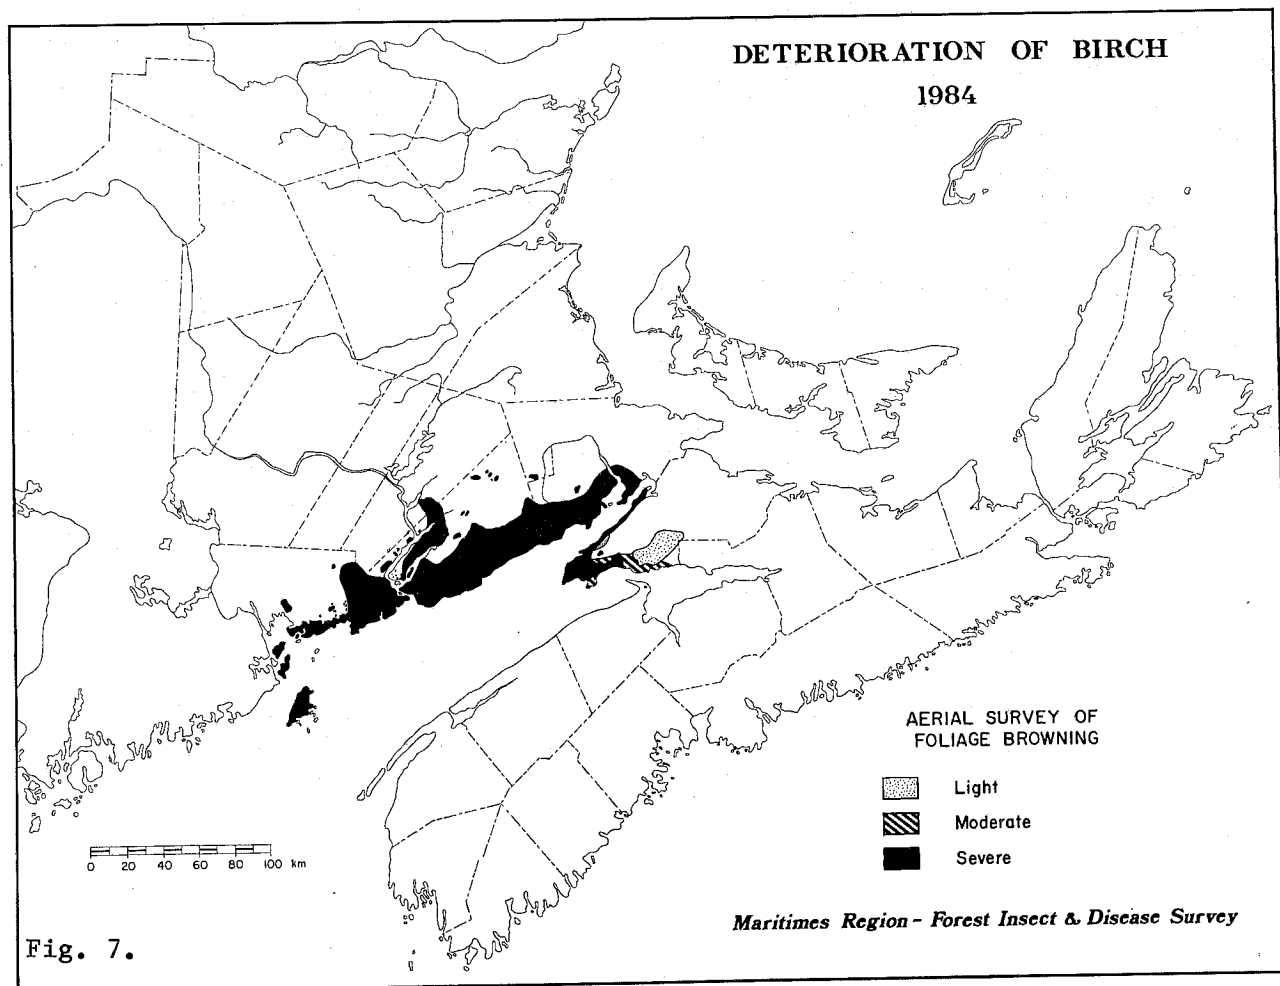 DETERIORATION OF BIRCH
1984
AERIAL SURVEY OF
FOLIAGE BROWNING
Light
Moderate
Severe
0 20 40 60 80 100 km
Maritimes Region - Forest Insect & Disease Survey
Fig. 7.